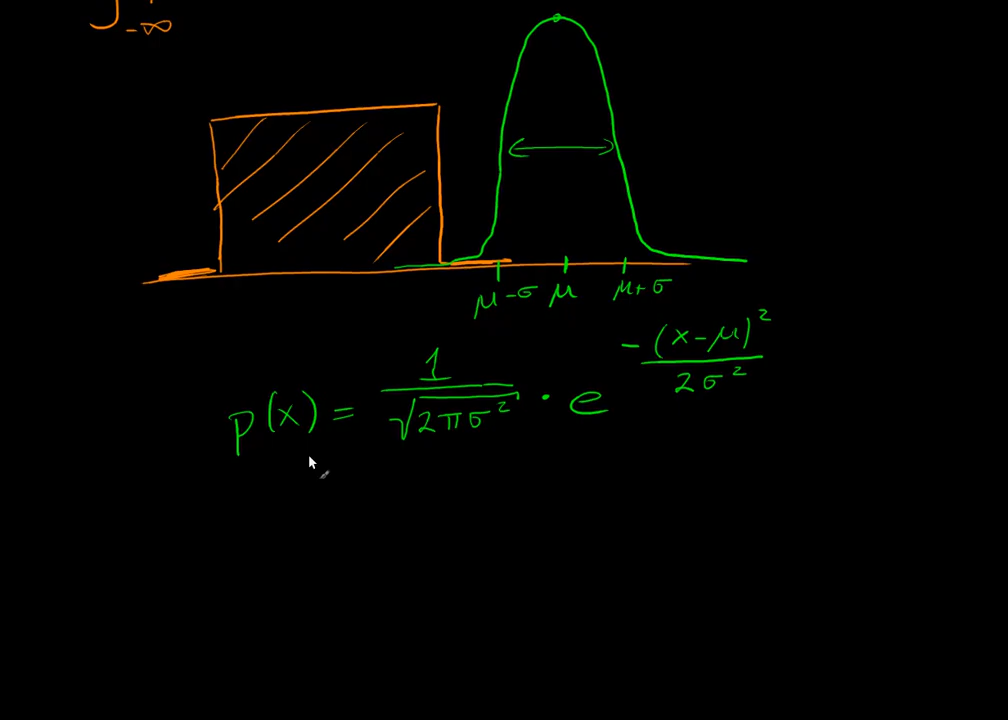 ∫_{-∞}
μ-σ μ μ+σ
p(x) = 1/√(2πσ²) · e^{-(x-μ)²/(2σ²)}